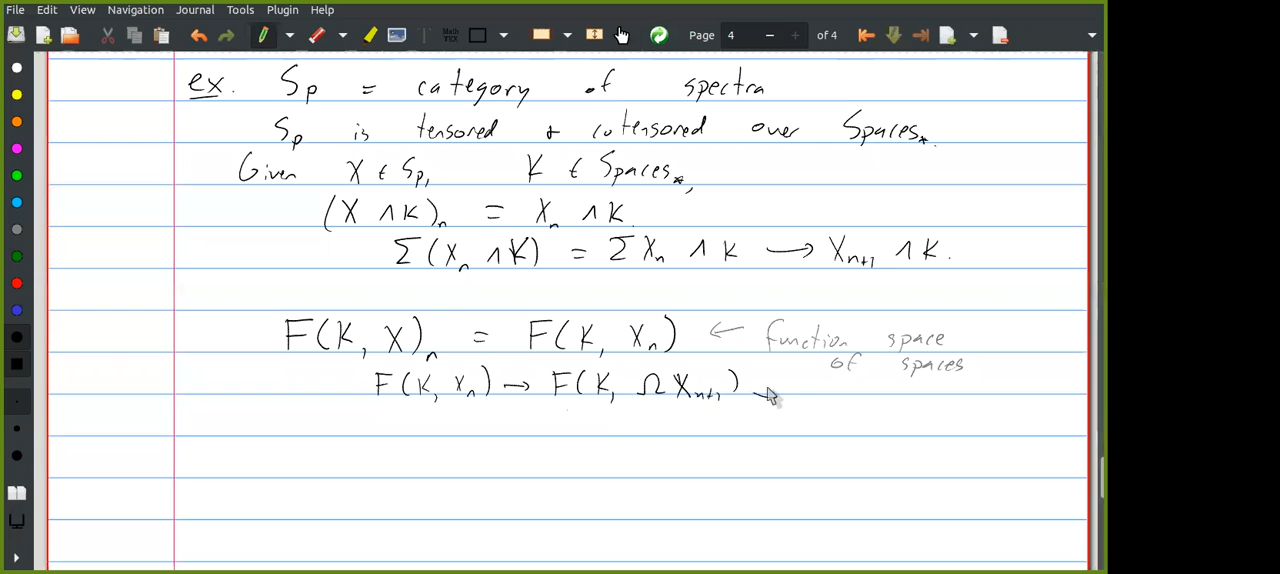 File Edit View Navigation Journal Tools Plugin Help
Page 4 of 4
ex. Sp = category of spectra
Sp is tensored & cotensored over Spaces*.
Given X ∈ Sp, K ∈ Spaces*,
(X ∧ K)n = Xn ∧ K.
Σ(Xn ∧ K) = ΣXn ∧ K ⟶ Xn+1 ∧ K.
F(K, X)n = F(K, Xn) ← function space
of spaces
F(K, Xn) → F(K, ΩXn+1) →